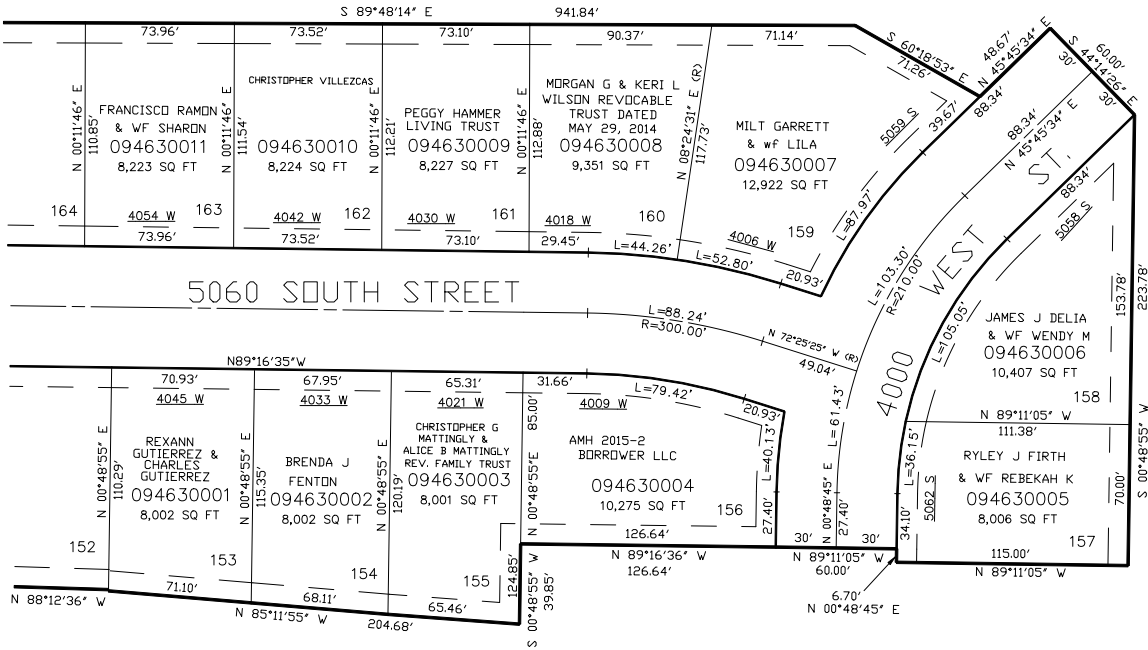 S 89°48'14" E 941.84'
73.96' 73.52' 73.10' 90.37' 71.14'
S 60°18'53" E
71.26'
48.67'
N 45°45'34" E
S 44°14'26" E
60.00'
30'
30'
88.34'
39.67'
5059 S
88.34'
N 45°45'34" E
88.34'
5058 S
N 00°11'46" E
110.85'
FRANCISCO RAMON
& WF SHARON
094630011
8,223 SQ FT
N 00°11'46" E
111.54'
CHRISTOPHER VILLEZCAS
094630010
8,224 SQ FT
N 00°11'46" E
112.21'
PEGGY HAMMER
LIVING TRUST
094630009
8,227 SQ FT
N 00°11'46" E
112.88'
MORGAN G & KERI L
WILSON REVOCABLE
TRUST DATED
MAY 29, 2014
094630008
9,351 SQ FT
N 08°24'31" E (R)
117.73'
MILT GARRETT
& wf LILA
094630007
12,922 SQ FT
164
4054 W
163
4042 W
162
4030 W
161
4018 W
160
4006 W
159
73.96' 73.52' 73.10' 29.45'
L=44.26'
L=52.80'
20.93'
L=87.97'
5060 SOUTH STREET
L=88.24'
R=300.00'
N 72°25'25" W (R)
49.04'
L=103.30'
R=210.00'
4000 WEST ST.
L=105.05'
L= 61.43'
JAMES J DELIA
& WF WENDY M
094630006
10,407 SQ FT
158
153.78'
223.78'
N 89°11'05" W
111.38'
S 00°48'55" W
N89°16'35"W
70.93' 67.95' 65.31' 31.66'
L=79.42'
20.93'
4045 W
4033 W
4021 W
4009 W
REXANN
GUTIERREZ &
CHARLES
GUTIERREZ
094630001
8,002 SQ FT
N 00°48'55" E
110.29'
BRENDA J
FENTON
094630002
8,002 SQ FT
N 00°48'55" E
115.35'
CHRISTOPHER G
MATTINGLY &
ALICE B MATTINGLY
REV. FAMILY TRUST
094630003
8,001 SQ FT
N 00°48'55" E
120.19'
85.00'
N 00°48'55"E
AMH 2015-2
BORROWER LLC
094630004
10,275 SQ FT
156
126.64'
L=40.13'
27.40'
N 00°48'45" E
27.40'
L=36.15'
34.10'
5062 S
RYLEY J FIRTH
& WF REBEKAH K
094630005
8,006 SQ FT
157
70.00'
115.00'
N 89°11'05" W
152
153
154
155
124.85'
S 00°48'55" W
39.85'
N 89°16'36" W
126.64'
30' 30'
N 89°11'05" W
60.00'
6.70'
N 00°48'45" E
71.10' 68.11' 65.46'
N 88°12'36" W
N 85°11'55" W
204.68'